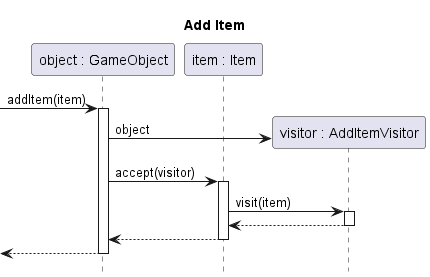 Add Item
object : GameObject
item : Item
addItem(item)
object
visitor : AddItemVisitor
accept(visitor)
visit(item)